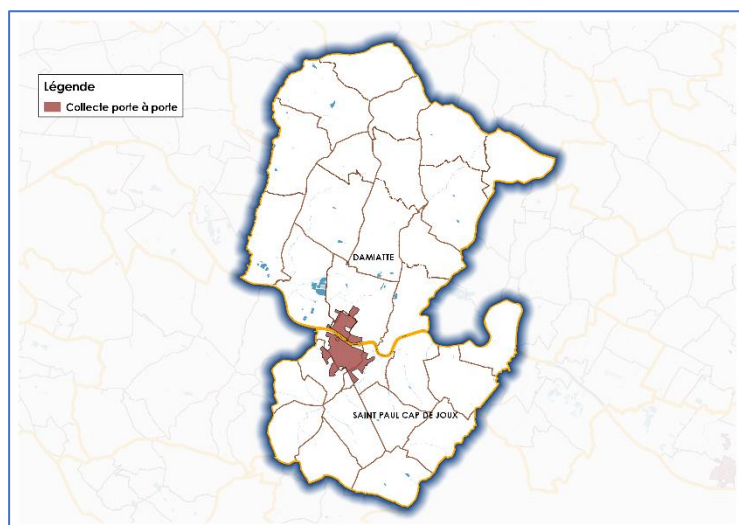 Légende
Collecte porte à porte
DAMIATTE
SAINT PAUL CAP DE JOUX